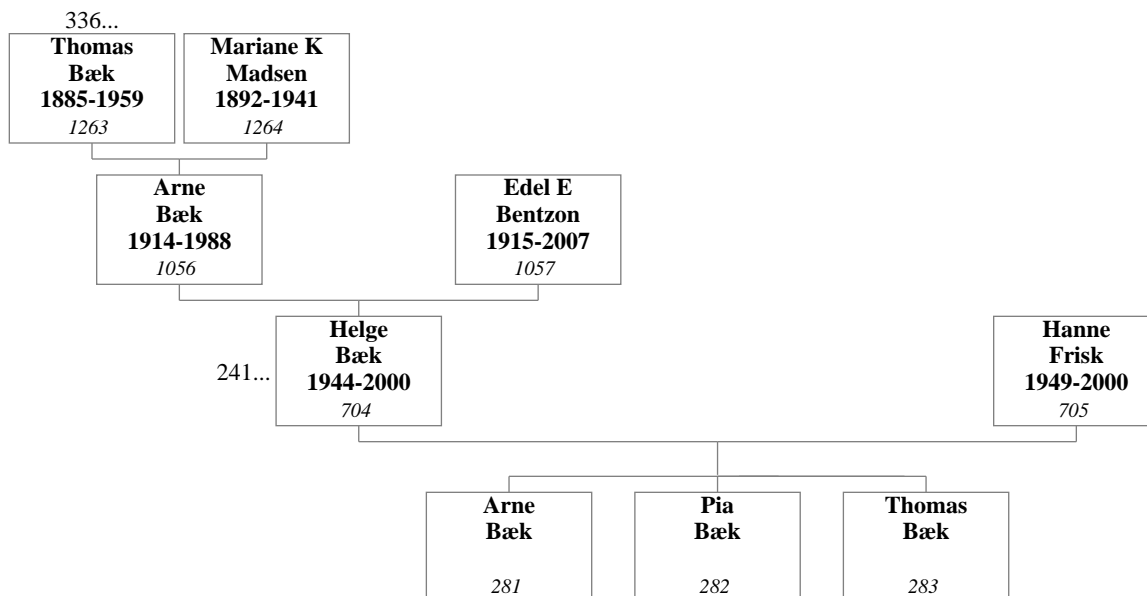 336...
Thomas
Bæk
1885-1959
1263
Mariane K
Madsen
1892-1941
1264
Arne
Bæk
1914-1988
1056
Edel E
Bentzon
1915-2007
1057
241...
Helge
Bæk
1944-2000
704
Hanne
Frisk
1949-2000
705
Arne
Bæk
281
Pia
Bæk
282
Thomas
Bæk
283